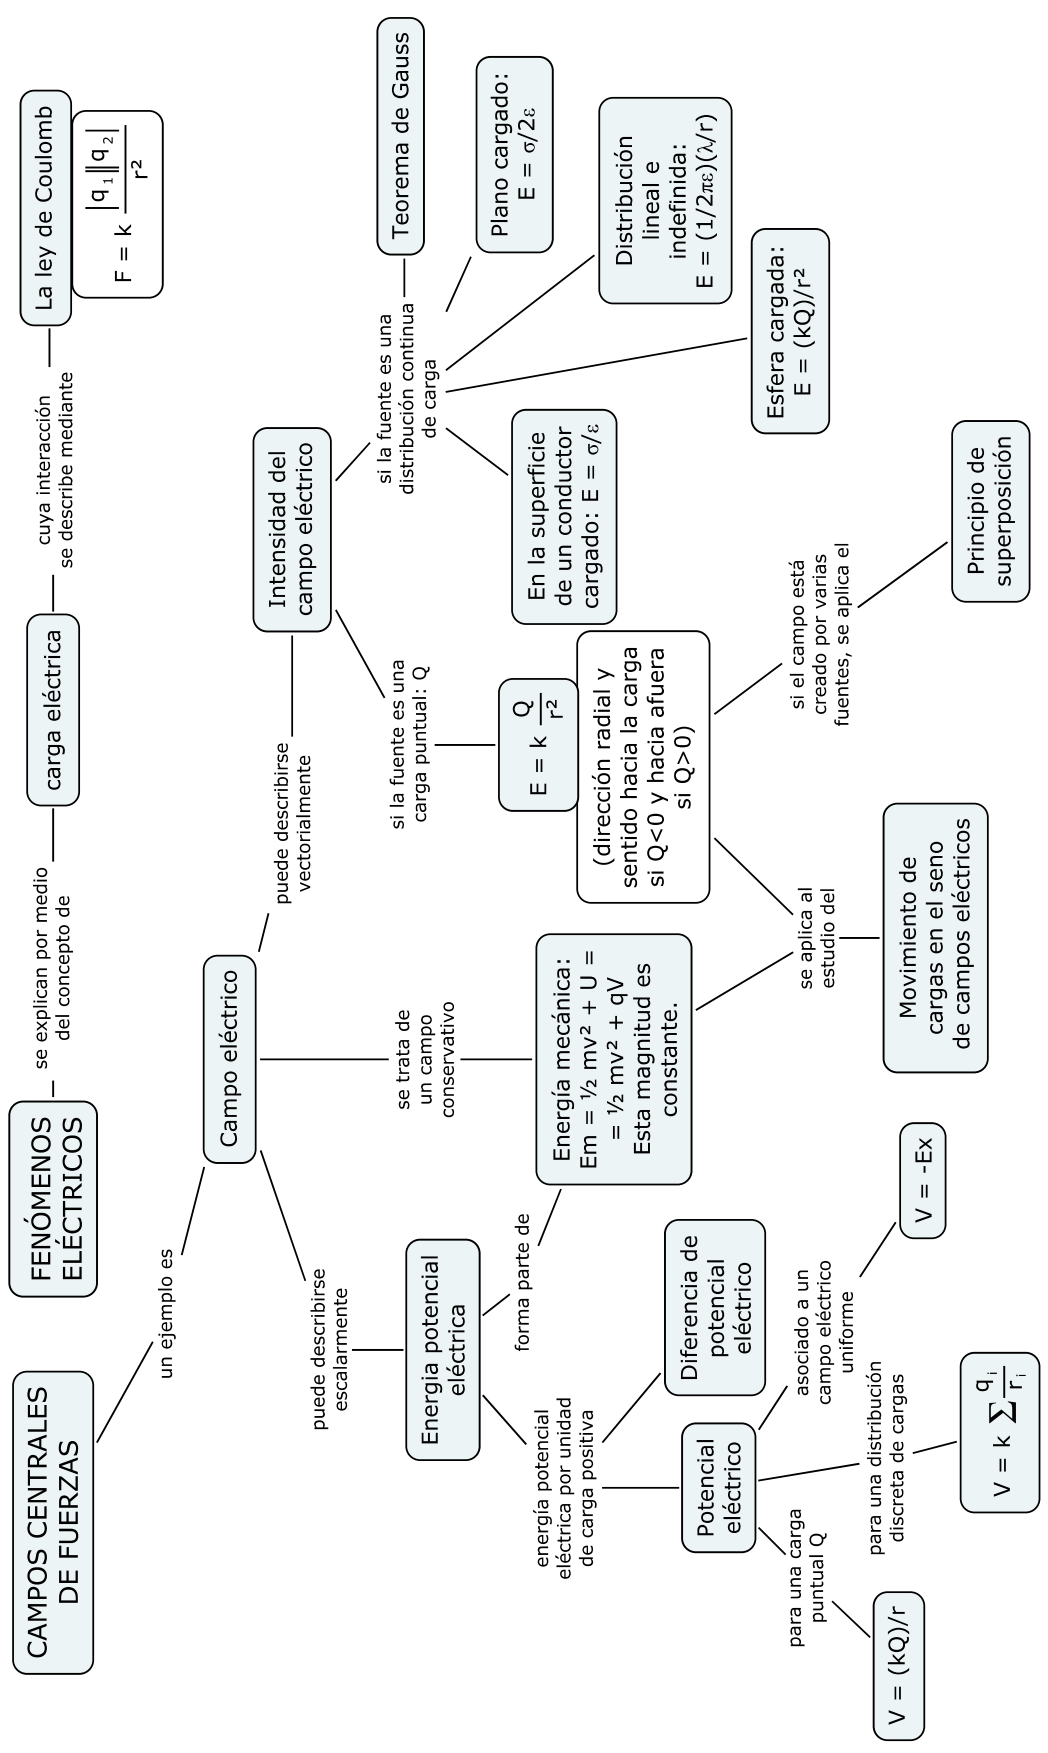 CAMPOS CENTRALES
DE FUERZAS
un ejemplo es
FENÓMENOS
ELÉCTRICOS
se explican por medio
del concepto de
carga eléctrica
cuya interacción
se describe mediante
La ley de Coulomb
F = k |q₁||q₂| / r²
Campo eléctrico
puede describirse
escalarmente
se trata de
un campo
conservativo
puede describirse
vectorialmente
Intensidad del
campo eléctrico
Energia potencial
eléctrica
forma parte de
energía potencial
eléctrica por unidad
de carga positiva
Potencial
eléctrico
Diferencia de
potencial
eléctrico
para una carga
puntual Q
V = (kQ)/r
para una distribución
discreta de cargas
V = k ∑ qᵢ / rᵢ
asociado a un
campo eléctrico
uniforme
V = -Ex
Energía mecánica:
Em = ½ mv² + U =
= ½ mv² + qV
Esta magnitud es
constante.
se aplica al
estudio del
Movimiento de
cargas en el seno
de campos eléctricos
si la fuente es una
carga puntual: Q
E = k Q / r²
(dirección radial y
sentido hacia la carga
si Q<0 y hacia afuera
si Q>0)
si el campo está
creado por varias
fuentes, se aplica el
Principio de
superposición
si la fuente es una
distribución continua
de carga
Teorema de Gauss
Plano cargado:
E = σ/2ε
Distribución
lineal e
indefinida:
E = (1/2πε)(λ/r)
Esfera cargada:
E = (kQ)/r²
En la superficie
de un conductor
cargado: E = σ/ε